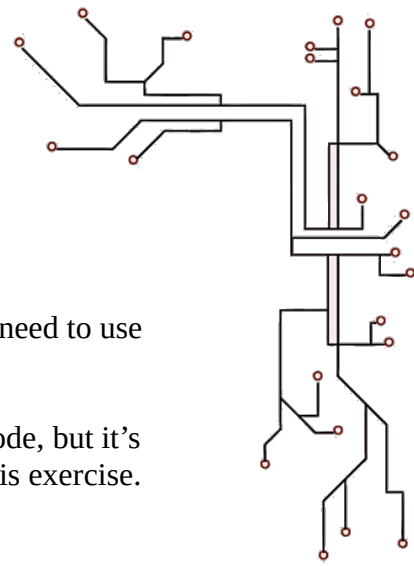 need to use
ode, but it’s
is exercise.